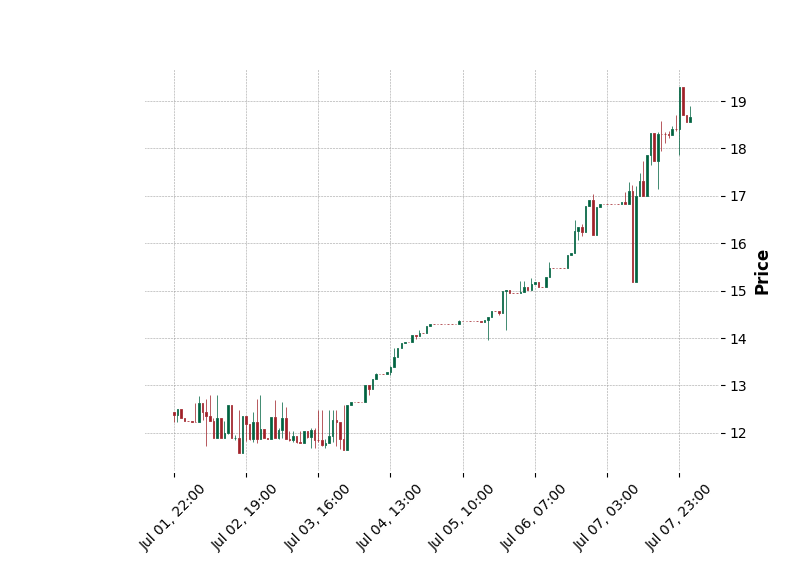 19
18
17
16
15
14
13
12
Price
Jul 01, 22:00
Jul 02, 19:00
Jul 03, 16:00
Jul 04, 13:00
Jul 05, 10:00
Jul 06, 07:00
Jul 07, 03:00
Jul 07, 23:00